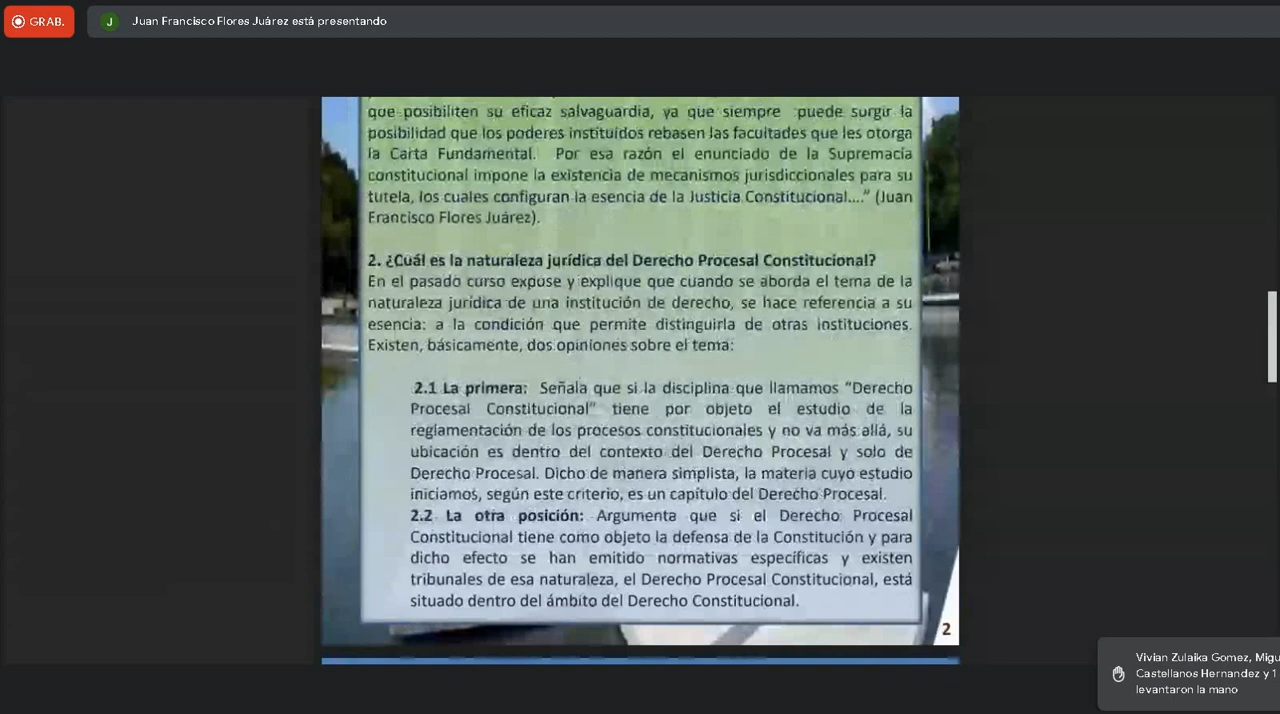 GRAB.
J
Juan Francisco Flores Juárez está presentando
que posibiliten su eficaz salvaguardia, ya que siempre puede surgir la
posibilidad que los poderes instituidos rebasen las facultades que les otorga
la Carta Fundamental. Por esa razón el enunciado de la Supremacía
constitucional impone la existencia de mecanismos jurisdiccionales para su
tutela, los cuales configuran la esencia de la Justicia Constitucional...." (Juan
Francisco Flores Juárez).
2. ¿Cuál es la naturaleza jurídica del Derecho Procesal Constitucional?
En el pasado curso expuse y explique que cuando se aborda el tema de la
naturaleza jurídica de una institución de derecho, se hace referencia a su
esencia: a la condición que permite distinguirla de otras instituciones.
Existen, básicamente, dos opiniones sobre el tema:
2.1 La primera: Señala que si la disciplina que llamamos "Derecho
Procesal Constitucional" tiene por objeto el estudio de la
reglamentación de los procesos constitucionales y no va más allá, su
ubicación es dentro del contexto del Derecho Procesal y solo de
Derecho Procesal. Dicho de manera simplista, la materia cuyo estudio
iniciamos, según este criterio, es un capítulo del Derecho Procesal.
2.2 La otra posición: Argumenta que si el Derecho Procesal
Constitucional tiene como objeto la defensa de la Constitución y para
dicho efecto se han emitido normativas específicas y existen
tribunales de esa naturaleza, el Derecho Procesal Constitucional, está
situado dentro del ámbito del Derecho Constitucional.
2
Vivian Zulaika Gomez, Migu
Castellanos Hernandez y 1
levantaron la mano